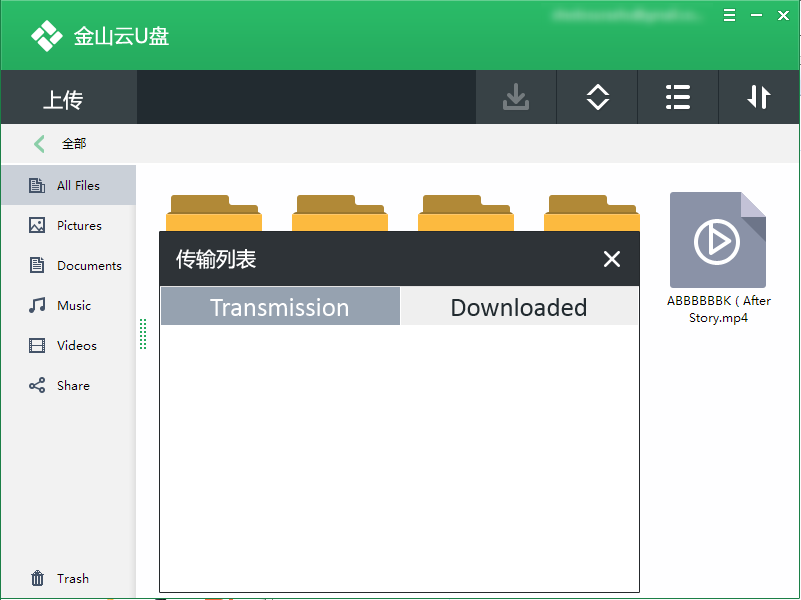 金山云U盘
上传
全部
All Files
Pictures
Documents
Music
Videos
Share
Trash
传输列表
Transmission
Downloaded
ABBBBBBK ( After
Story.mp4